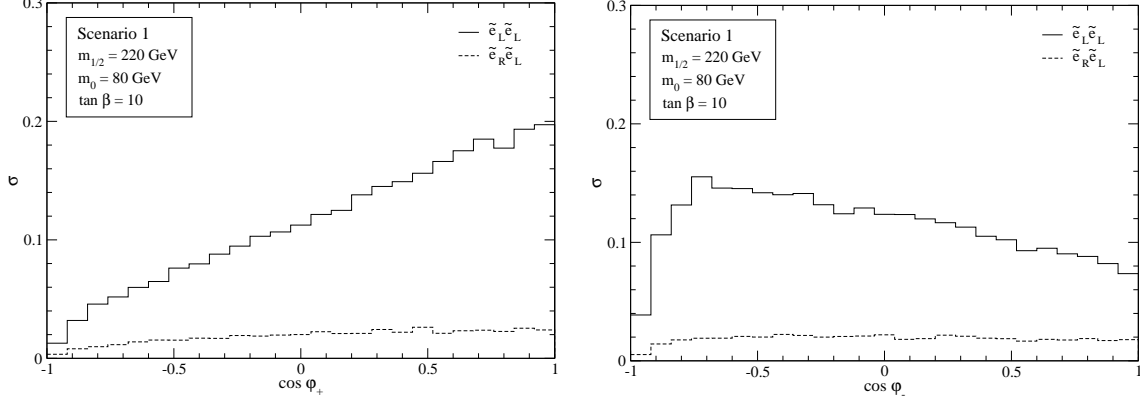 0.3
0.2
0.1
0
σ
Scenario 1
m1/2 = 220 GeV
m0 = 80 GeV
tan β = 10
ẽLẽL
ẽRẽL
-1 -0.5 0 0.5 1
cos φ+
0.3
0.2
0.1
0
σ
Scenario 1
m1/2 = 220 GeV
m0 = 80 GeV
tan β = 10
ẽLẽL
ẽRẽL
-1 -0.5 0 0.5 1
cos φ-